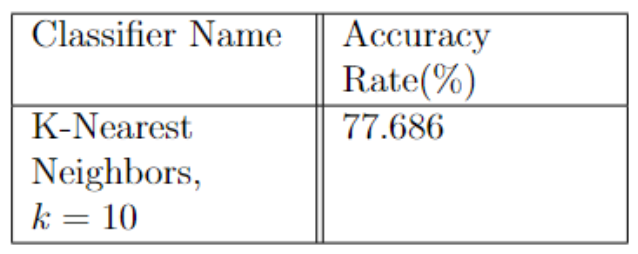 Classifier Name
Accuracy
Rate(%)
K-Nearest
Neighbors,
k = 10
77.686